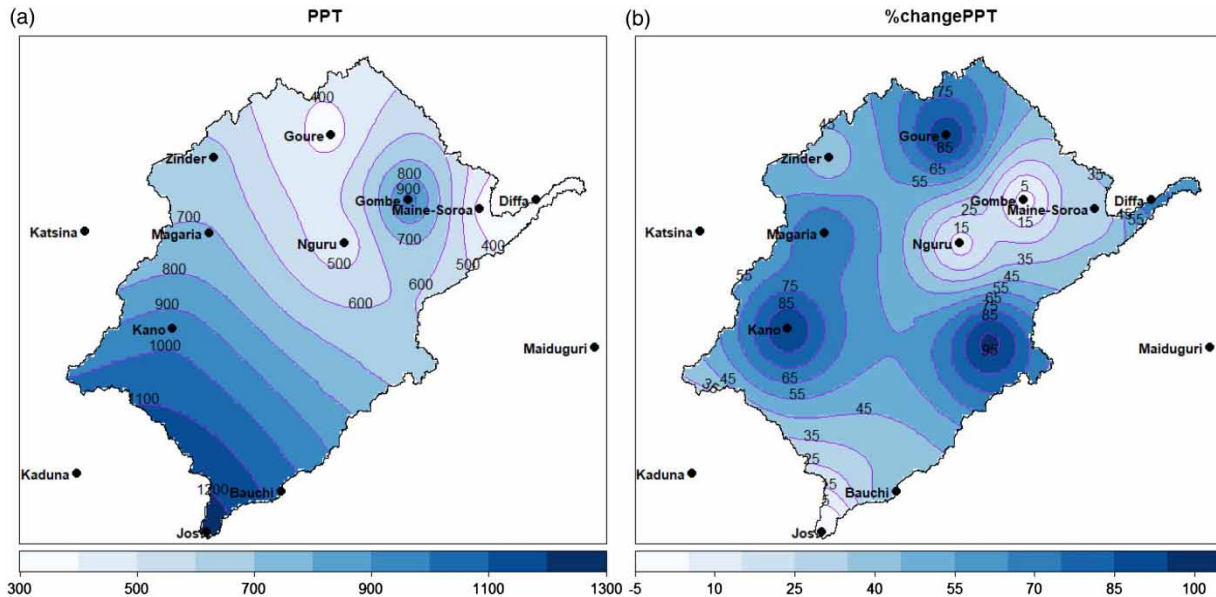 (a)
PPT
400
Goure
Zinder
800
900
Gombe
Maine-Soroa
Diffa
700
Katsina
Magaria
Nguru
700
400
500
500
800
600
600
900
Kano
1000
Maiduguri
1100
Kaduna
1200
Bauchi
Jos
300 500 700 900 1100 1300
(b)
%changePPT
75
45
Goure
85
Zinder
65
55
35
5
Gombe
Maine-Soroa
Diffa
25
15
45
55
15
Katsina
Magaria
Nguru
35
45
55
75
55
75
85
85
Kano
95
Maiduguri
65
35
45
55
45
35
25
Kaduna
15
Bauchi
5
Jos
-5 10 25 40 55 70 85 100